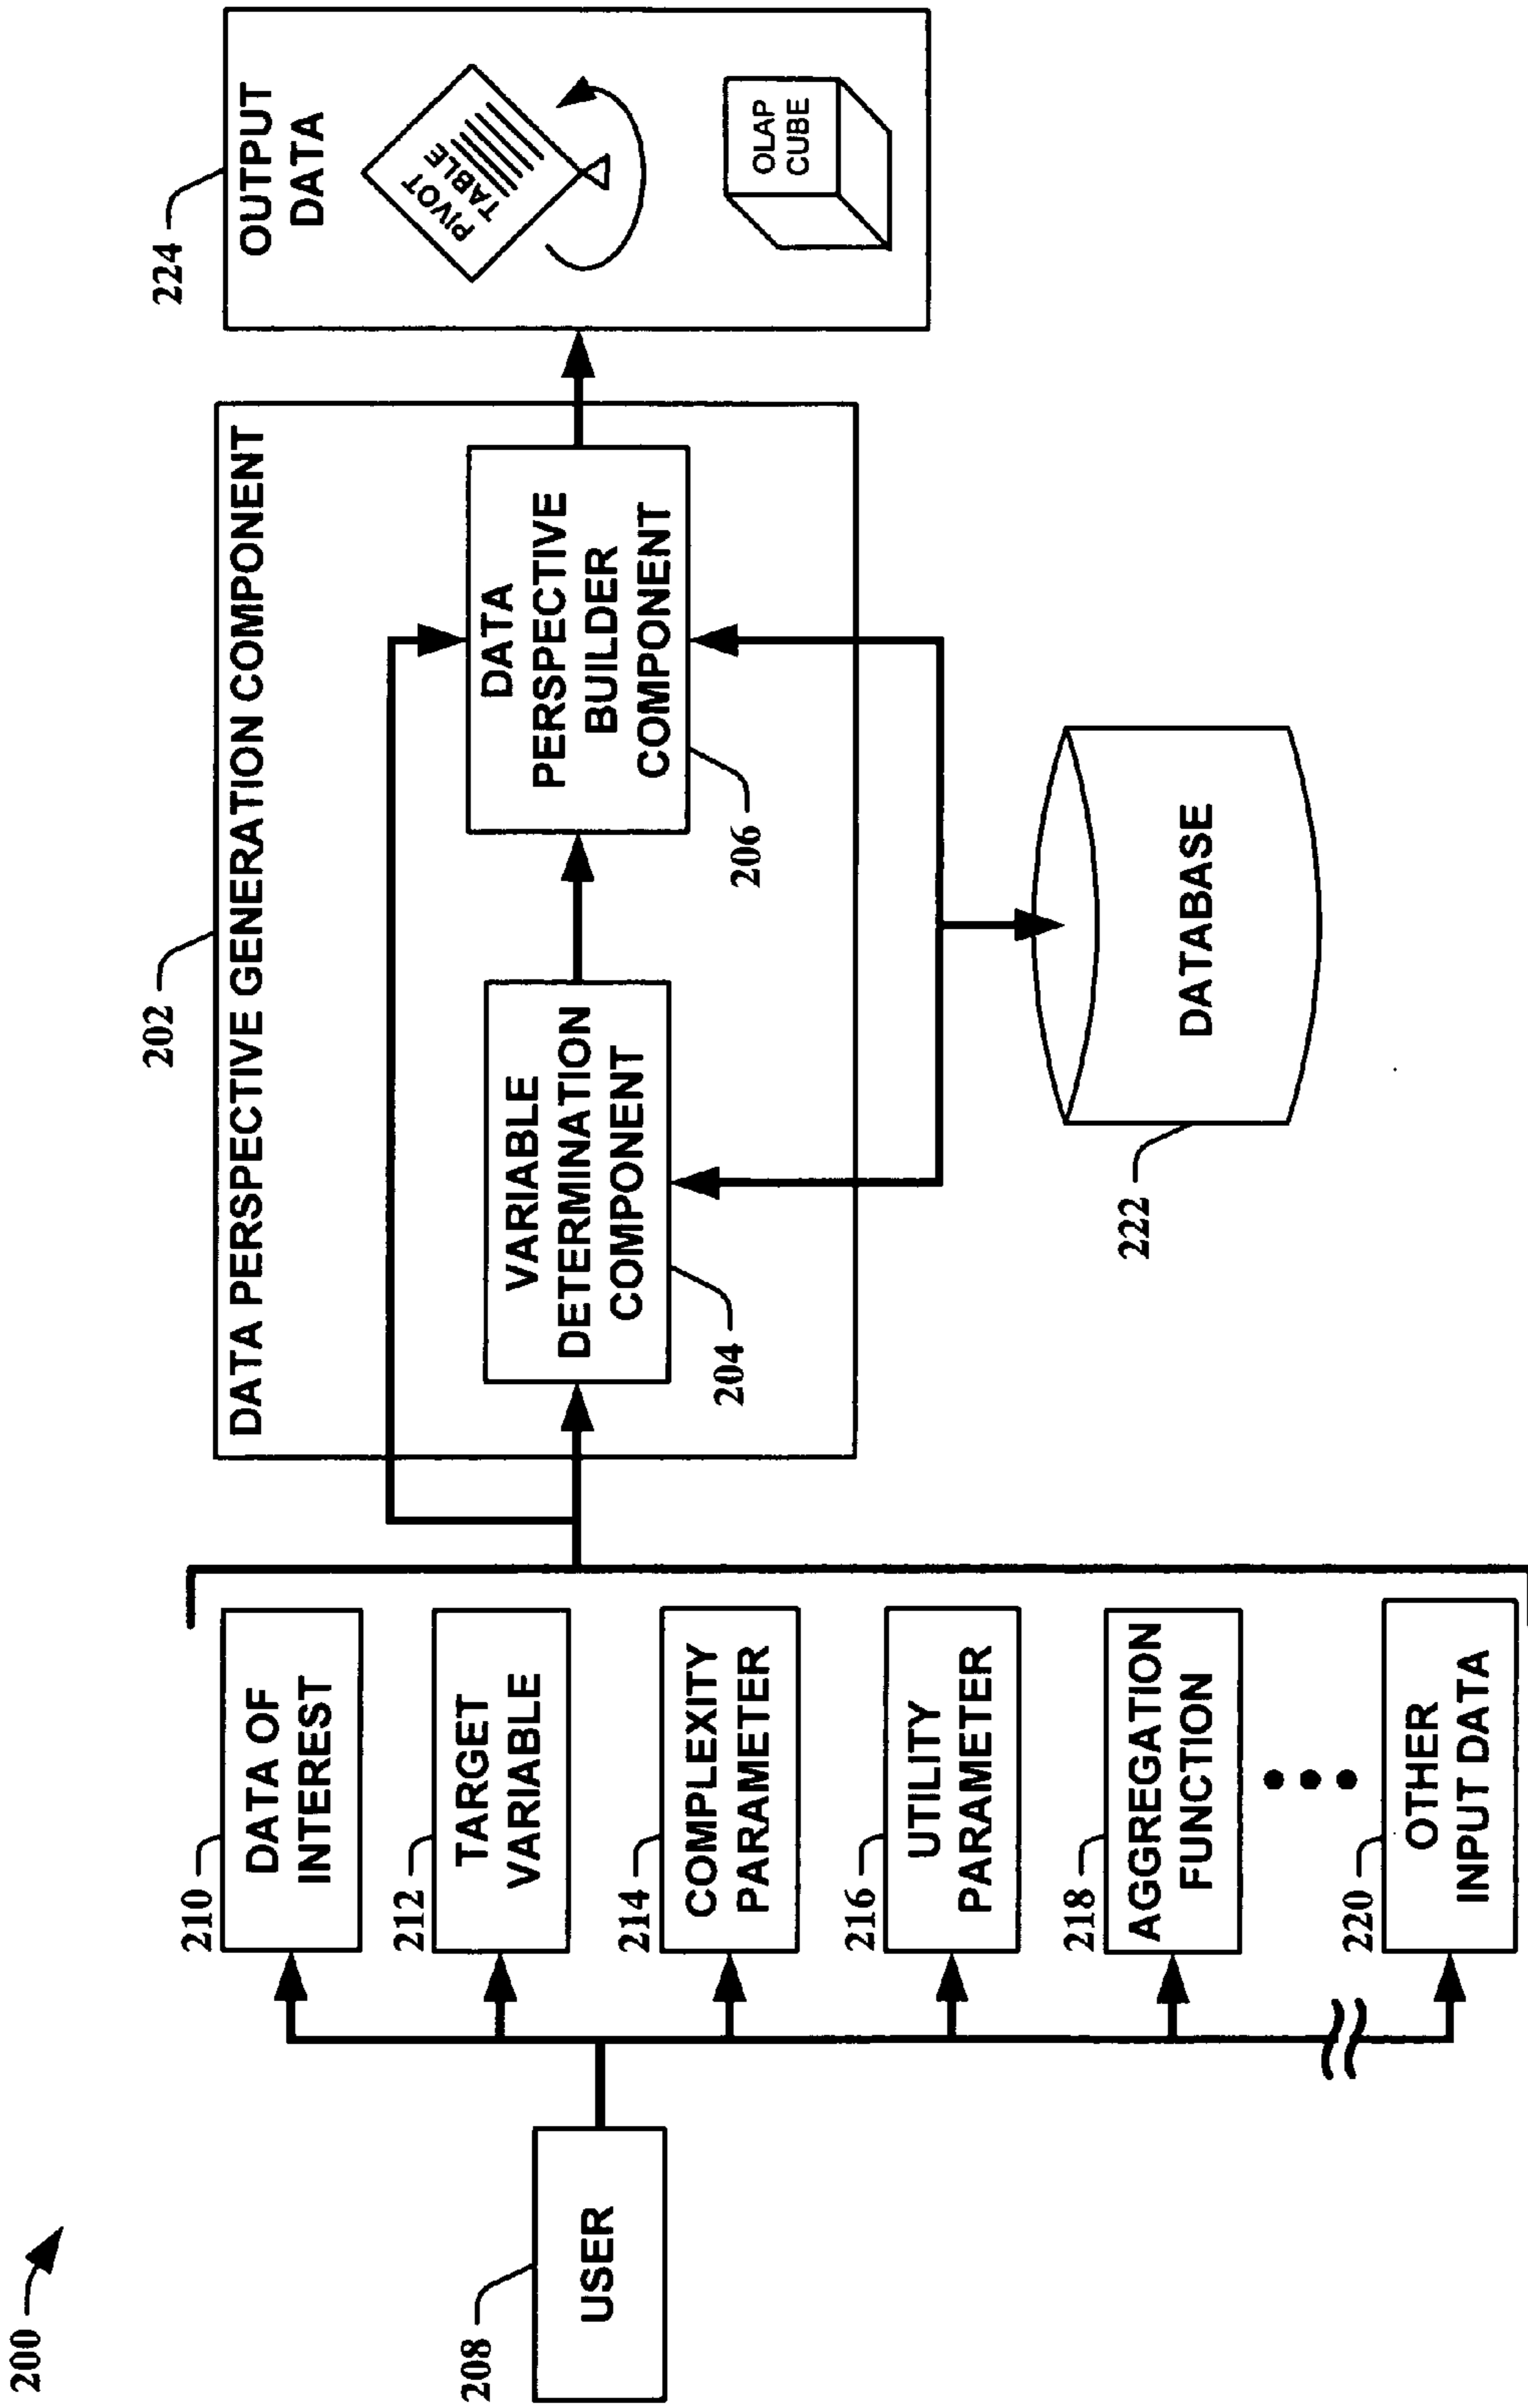 200
208
USER
210
DATA OF
INTEREST
212
TARGET
VARIABLE
214
COMPLEXITY
PARAMETER
216
UTILITY
PARAMETER
218
AGGREGATION
FUNCTION
220
OTHER
INPUT DATA
202
DATA PERSPECTIVE GENERATION COMPONENT
VARIABLE
DETERMINATION
COMPONENT
204
DATA
PERSPECTIVE
BUILDER
COMPONENT
206
222
DATABASE
224
OUTPUT
DATA
PIVOT
TABLE
OLAP
CUBE